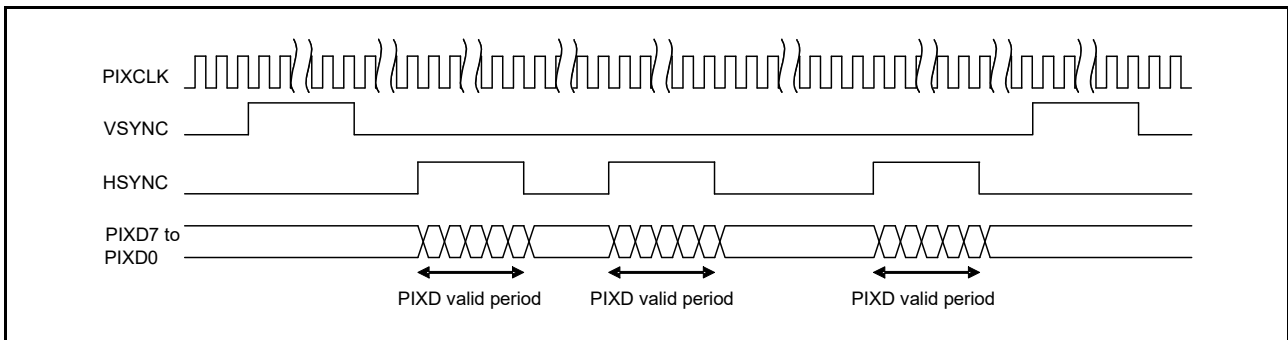 PIXCLK
VSYNC
HSYNC
PIXD7 to
PIXD0
PIXD valid period
PIXD valid period
PIXD valid period